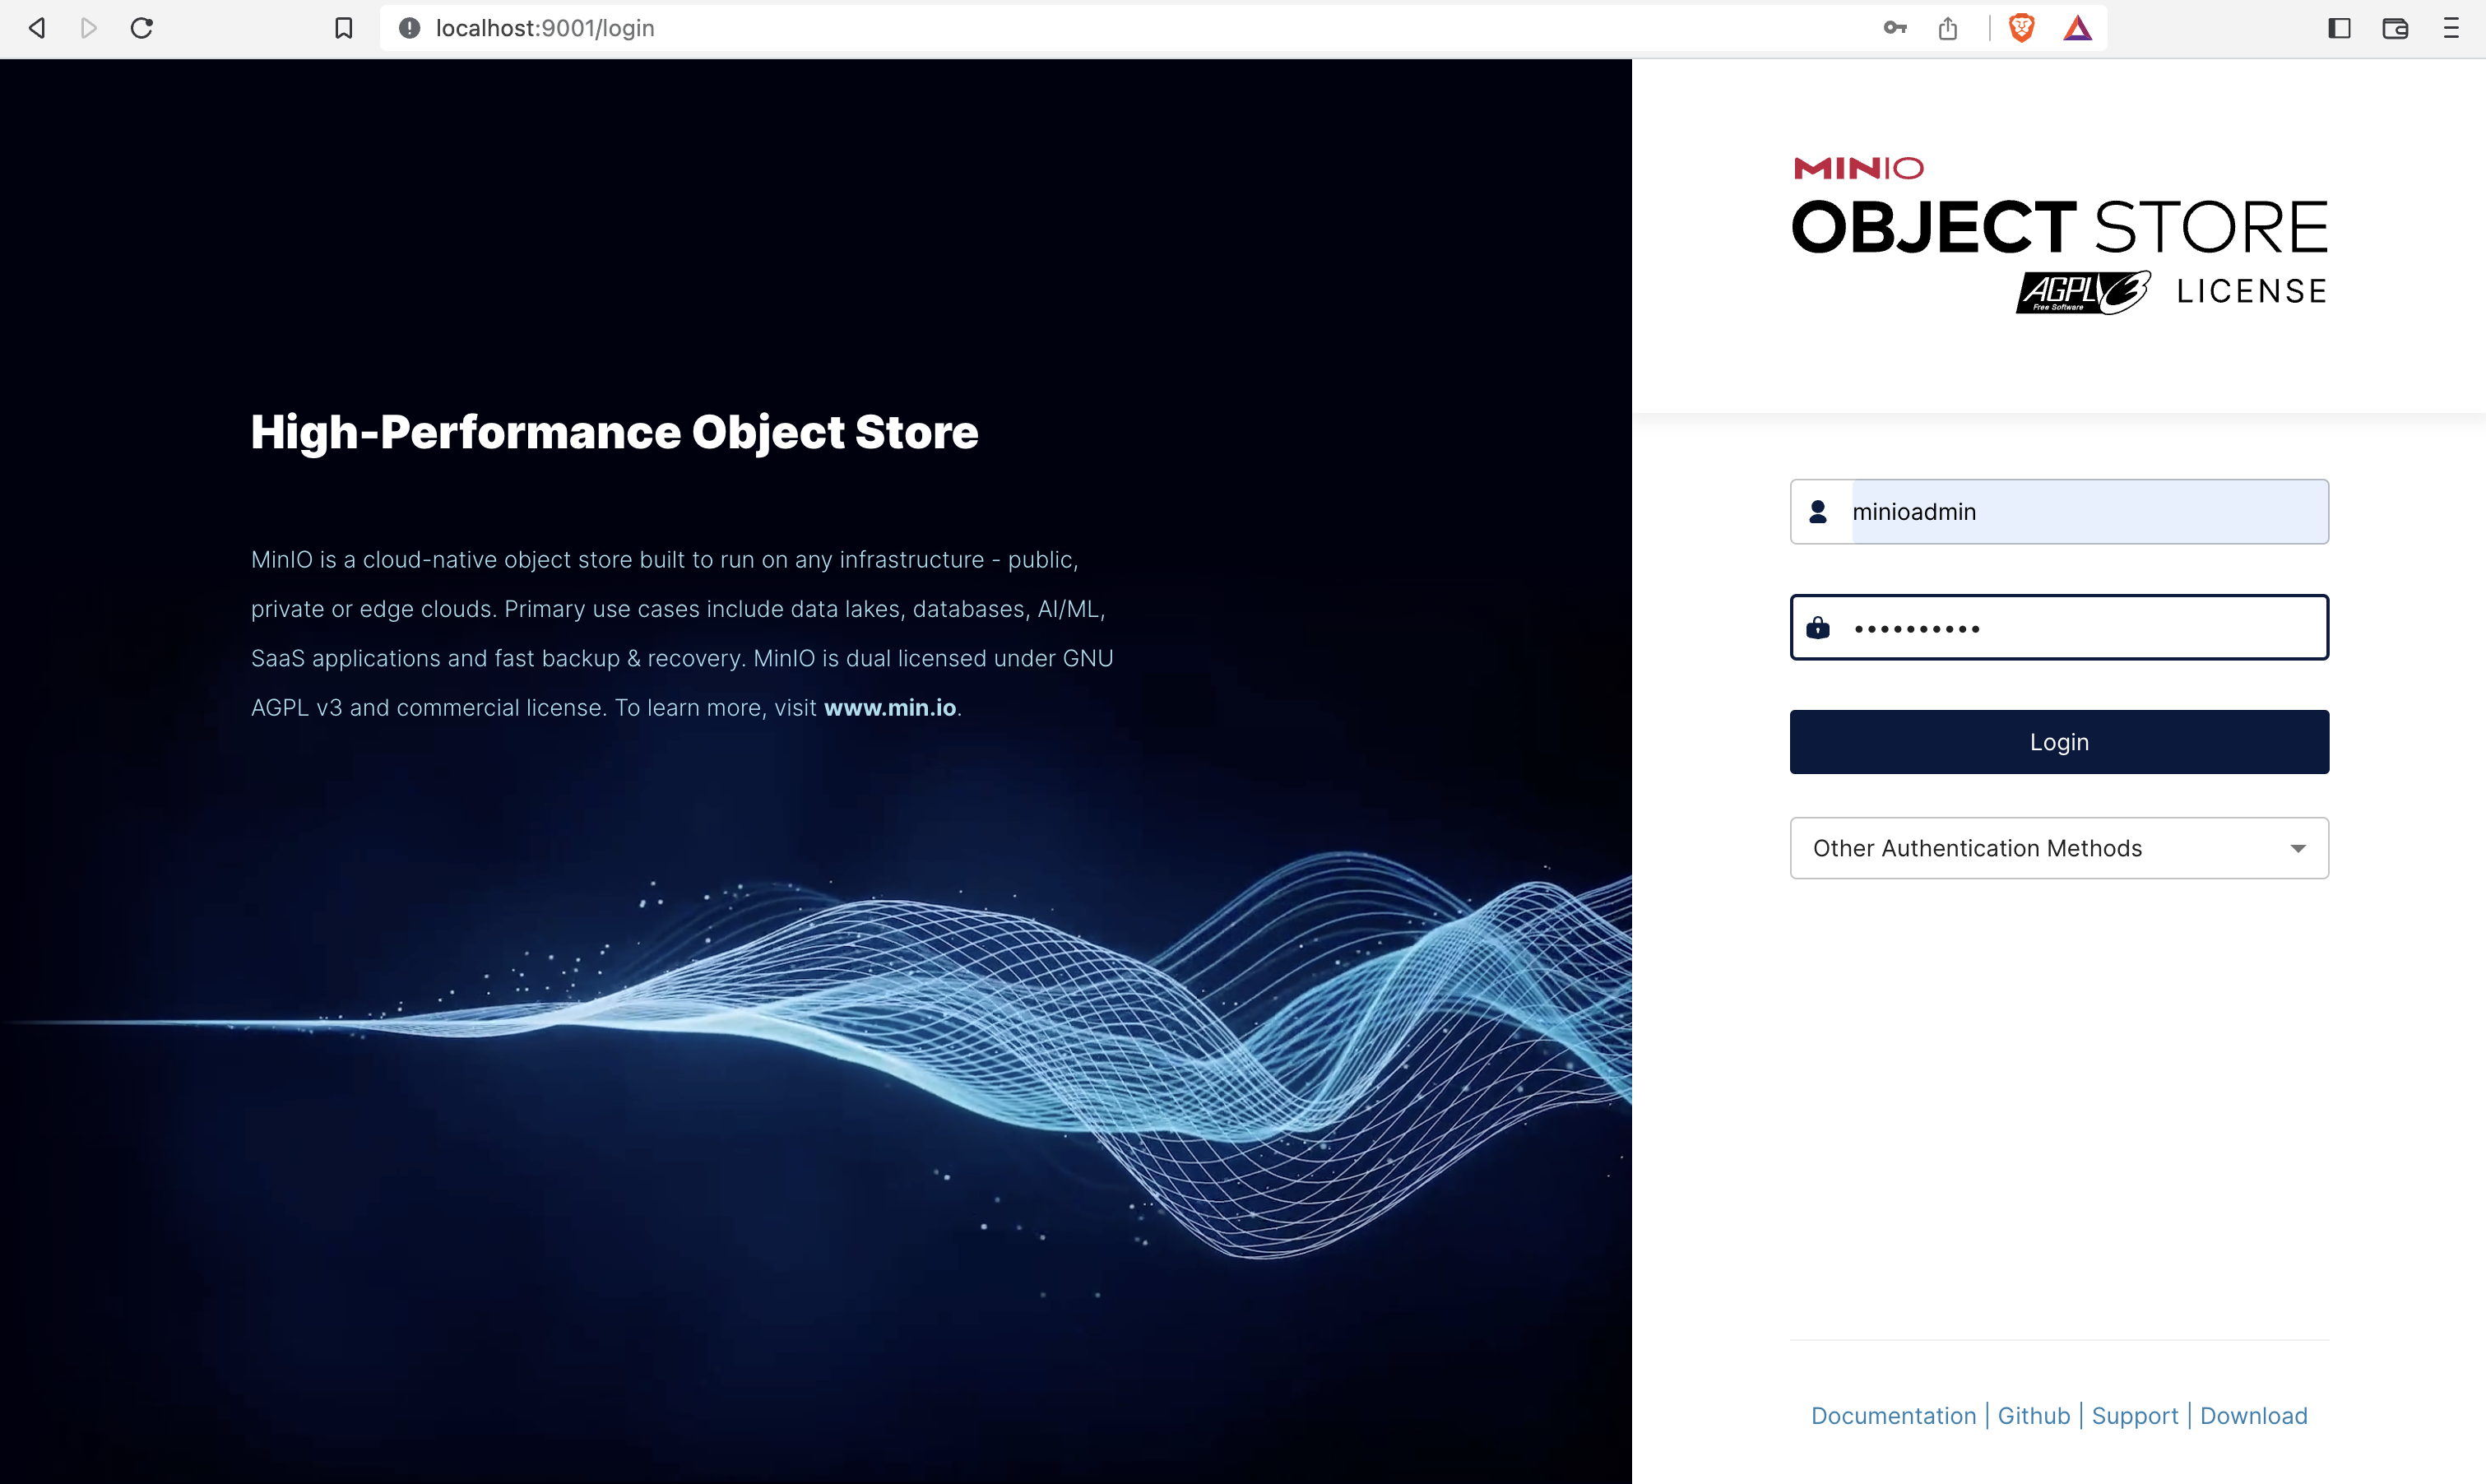 localhost:9001/login
High-Performance Object Store
MinIO is a cloud-native object store built to run on any infrastructure - public,
private or edge clouds. Primary use cases include data lakes, databases, AI/ML,
SaaS applications and fast backup & recovery. MinIO is dual licensed under GNU
AGPL v3 and commercial license. To learn more, visit www.min.io.
MINIO
OBJECT STORE
AGPLv3 LICENSE
Free Software
minioadmin
••••••••••
Login
Other Authentication Methods
Documentation | Github | Support | Download